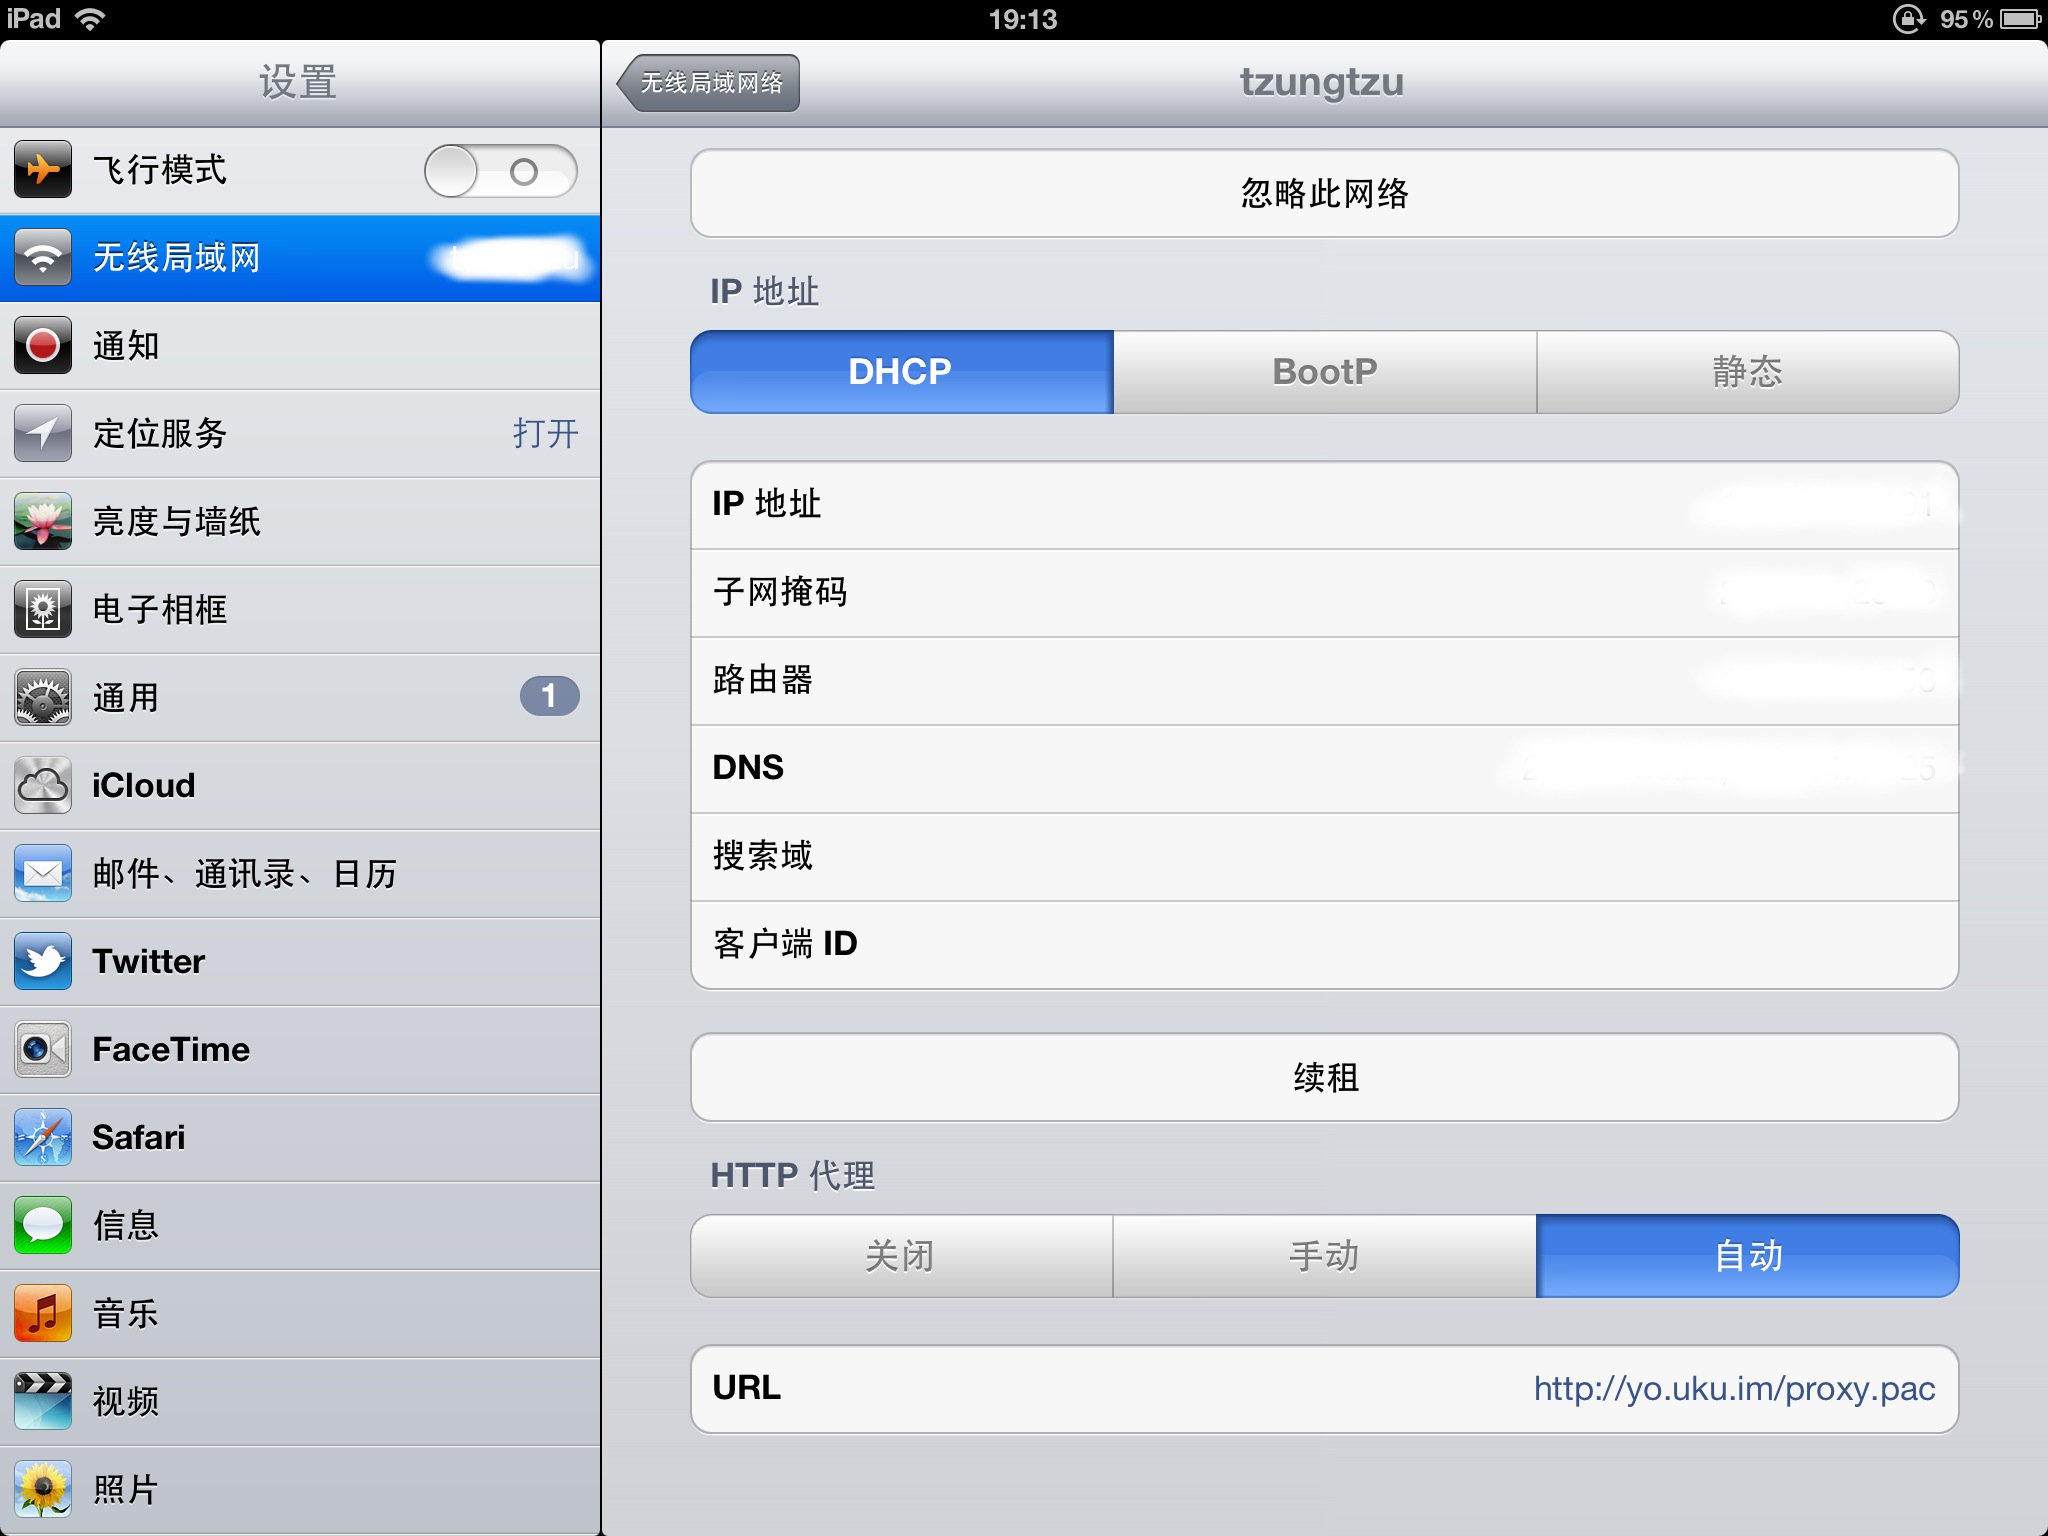 iPad
19:13
95%
设置
飞行模式
无线局域网
通知
定位服务 打开
亮度与墙纸
电子相框
通用 1
iCloud
邮件、通讯录、日历
Twitter
FaceTime
Safari
信息
音乐
视频
照片
无线局域网络
tzungtzu
忽略此网络
IP 地址
DHCP BootP 静态
IP 地址
子网掩码
路由器
DNS
搜索域
客户端 ID
续租
HTTP 代理
关闭 手动 自动
URL http://yo.uku.im/proxy.pac